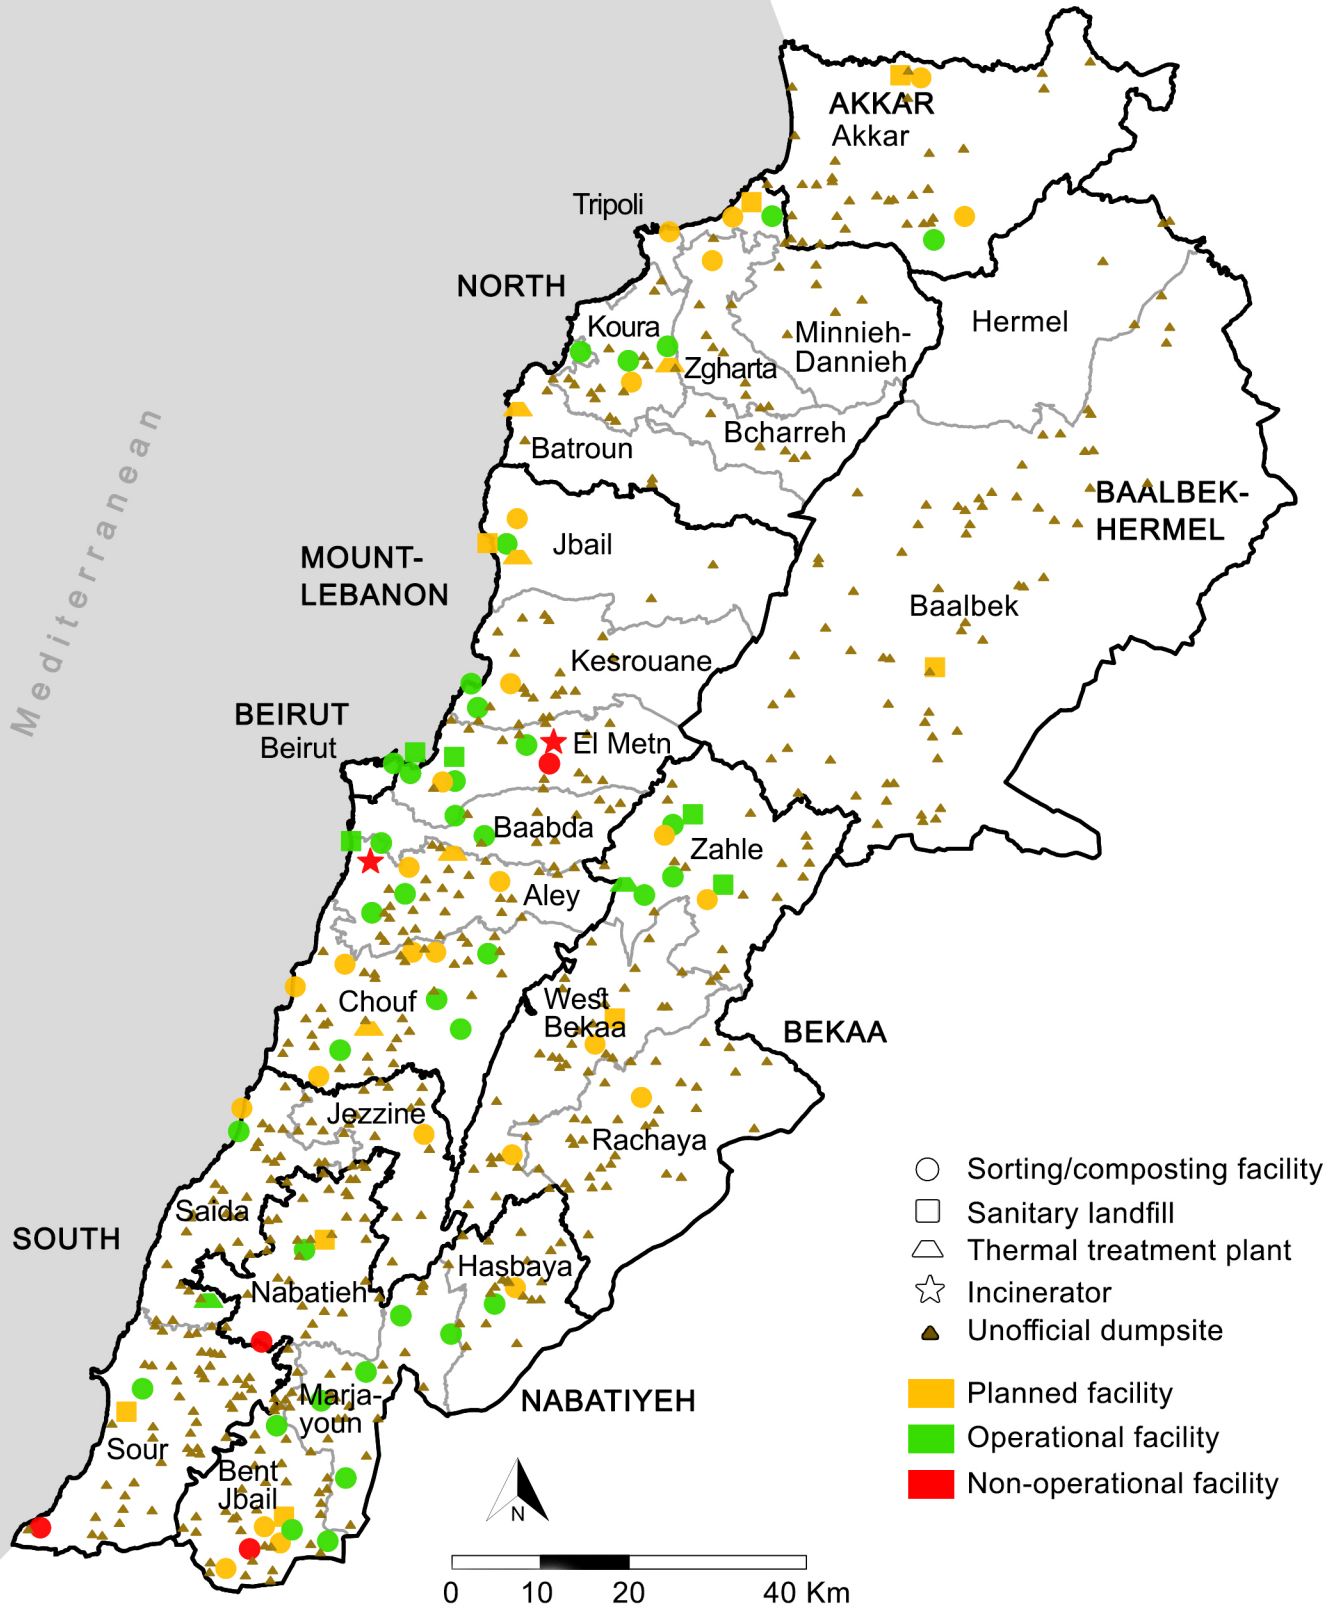 AKKAR
Akkar
Tripoli
NORTH
Koura
Minnieh-
Dannieh
Hermel
Zgharta
Bcharreh
Batroun
BAALBEK-
HERMEL
Mediterranean
MOUNT-
LEBANON
Jbail
Baalbek
Kesrouane
BEIRUT
Beirut
El Metn
Baabda
Zahle
Aley
Chouf
West
Bekaa
BEKAA
Jezzine
Rachaya
Saida
SOUTH
Hasbaya
Nabatieh
NABATIYEH
Marja-
youn
Sour
Bent
Jbail
Sorting/composting facility
Sanitary landfill
Thermal treatment plant
Incinerator
Unofficial dumpsite
Planned facility
Operational facility
Non-operational facility
N
0 10 20 40 Km